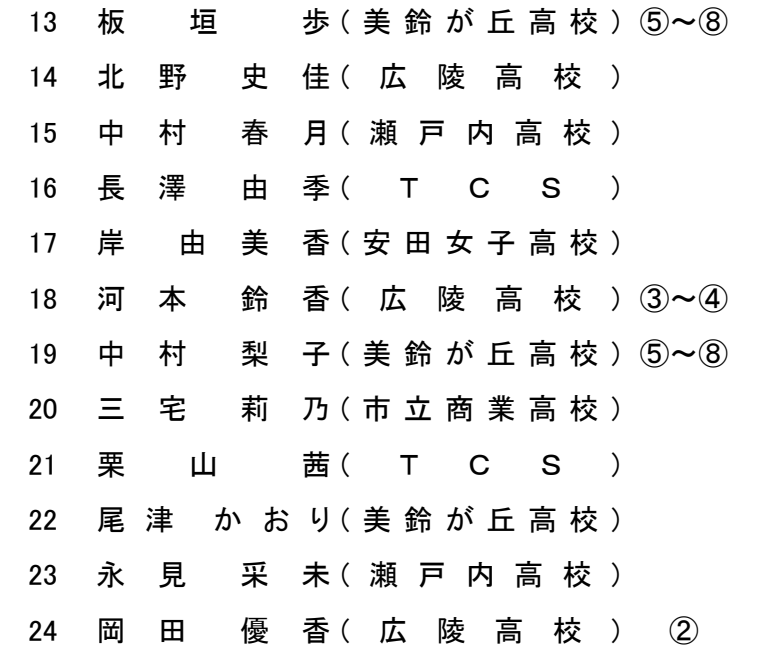 13 板垣 歩(美鈴が丘高校) ⑤～⑧
14 北野 史佳(広陵高校)
15 中村 春月(瀬戸内高校)
16 長澤 由季(TCS)
17 岸 由美香(安田女子高校)
18 河本 鈴香(広陵高校) ③～④
19 中村 梨子(美鈴が丘高校) ⑤～⑧
20 三宅 莉乃(市立商業高校)
21 栗山 茜(TCS)
22 尾津 かおり(美鈴が丘高校)
23 永見 采未(瀬戸内高校)
24 岡田 優香(広陵高校) ②